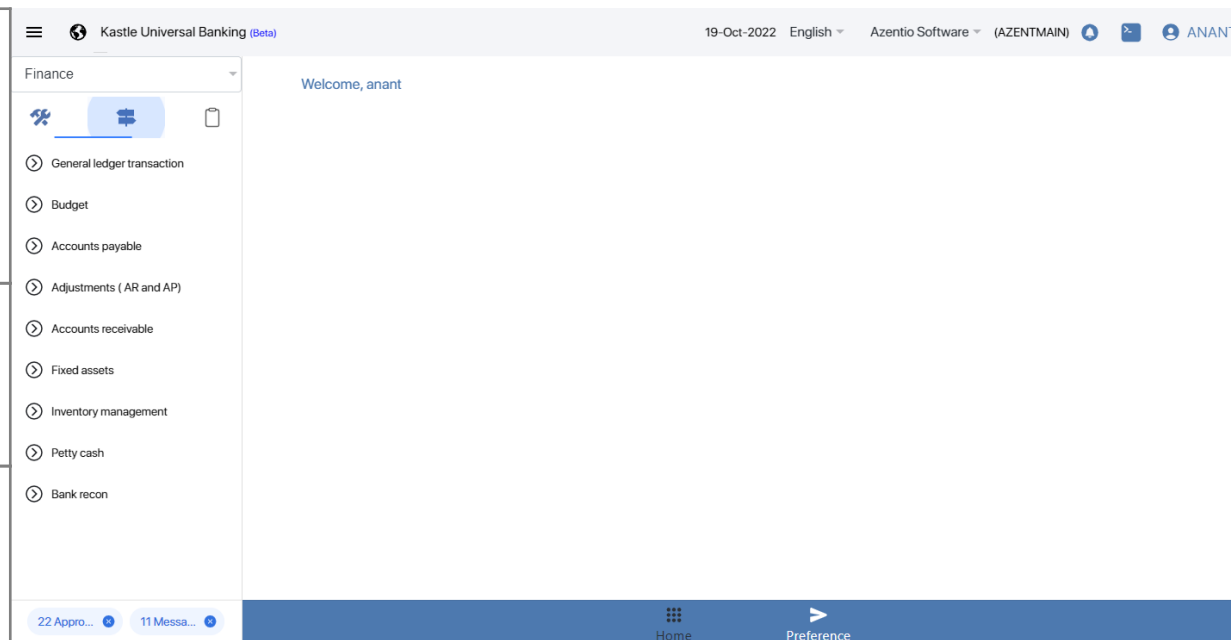 Kastle Universal Banking (Beta)
19-Oct-2022 English Azentio Software (AZENTMAIN) ANANT
Finance
Welcome, anant
General ledger transaction
Budget
Accounts payable
Adjustments ( AR and AP)
Accounts receivable
Fixed assets
Inventory management
Petty cash
Bank recon
22 Appro... 11 Messa...
Home Preference